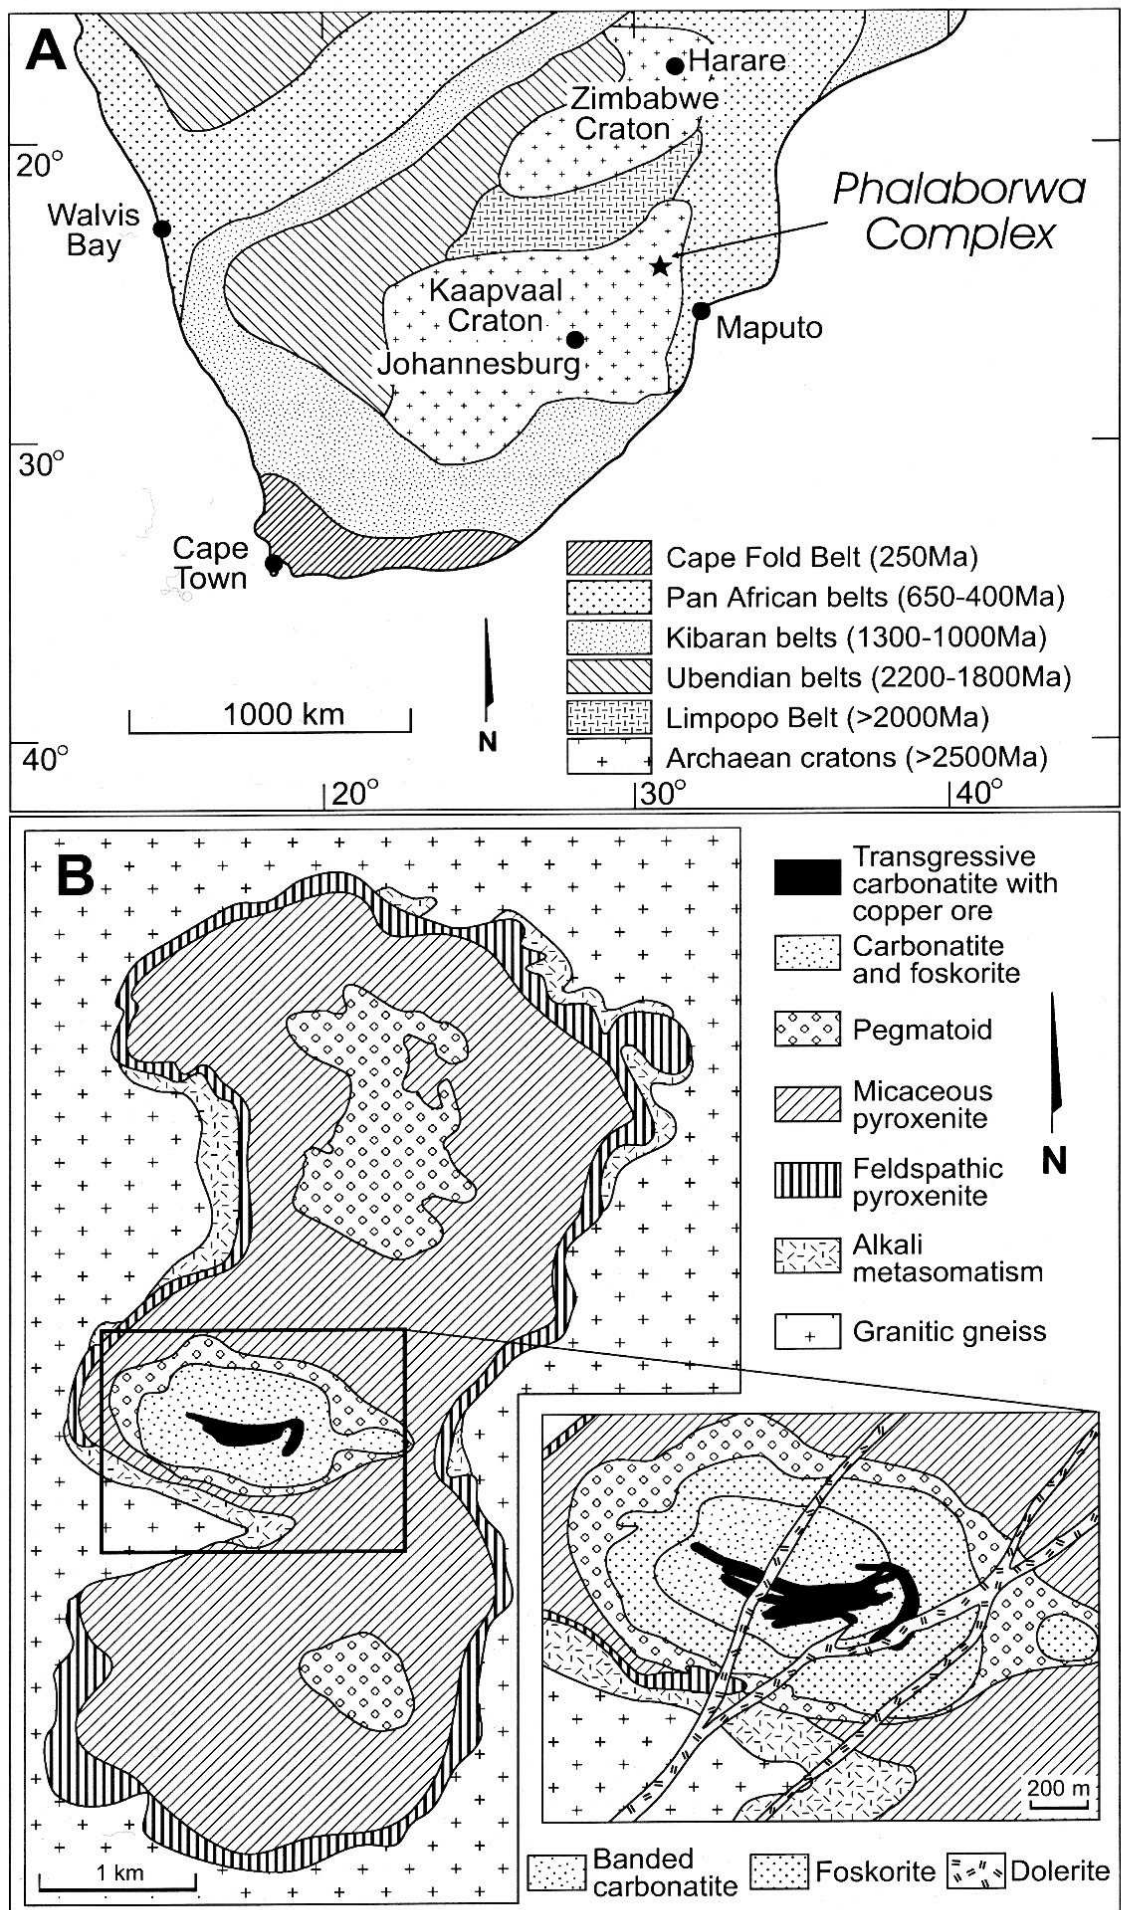 A
Harare
Zimbabwe
Craton
20°
Phalaborwa
Complex
Walvis
Bay
Kaapvaal
Craton
Maputo
Johannesburg
30°
Cape
Town
Cape Fold Belt (250Ma)
Pan African belts (650-400Ma)
Kibaran belts (1300-1000Ma)
Ubendian belts (2200-1800Ma)
Limpopo Belt (>2000Ma)
Archaean cratons (>2500Ma)
1000 km
N
40°
20°
30°
40°
B
Transgressive
carbonatite with
copper ore
Carbonatite
and foskorite
Pegmatoid
Micaceous
pyroxenite
N
Feldspathic
pyroxenite
Alkali
metasomatism
Granitic gneiss
200 m
1 km
Banded
carbonatite
Foskorite
Dolerite